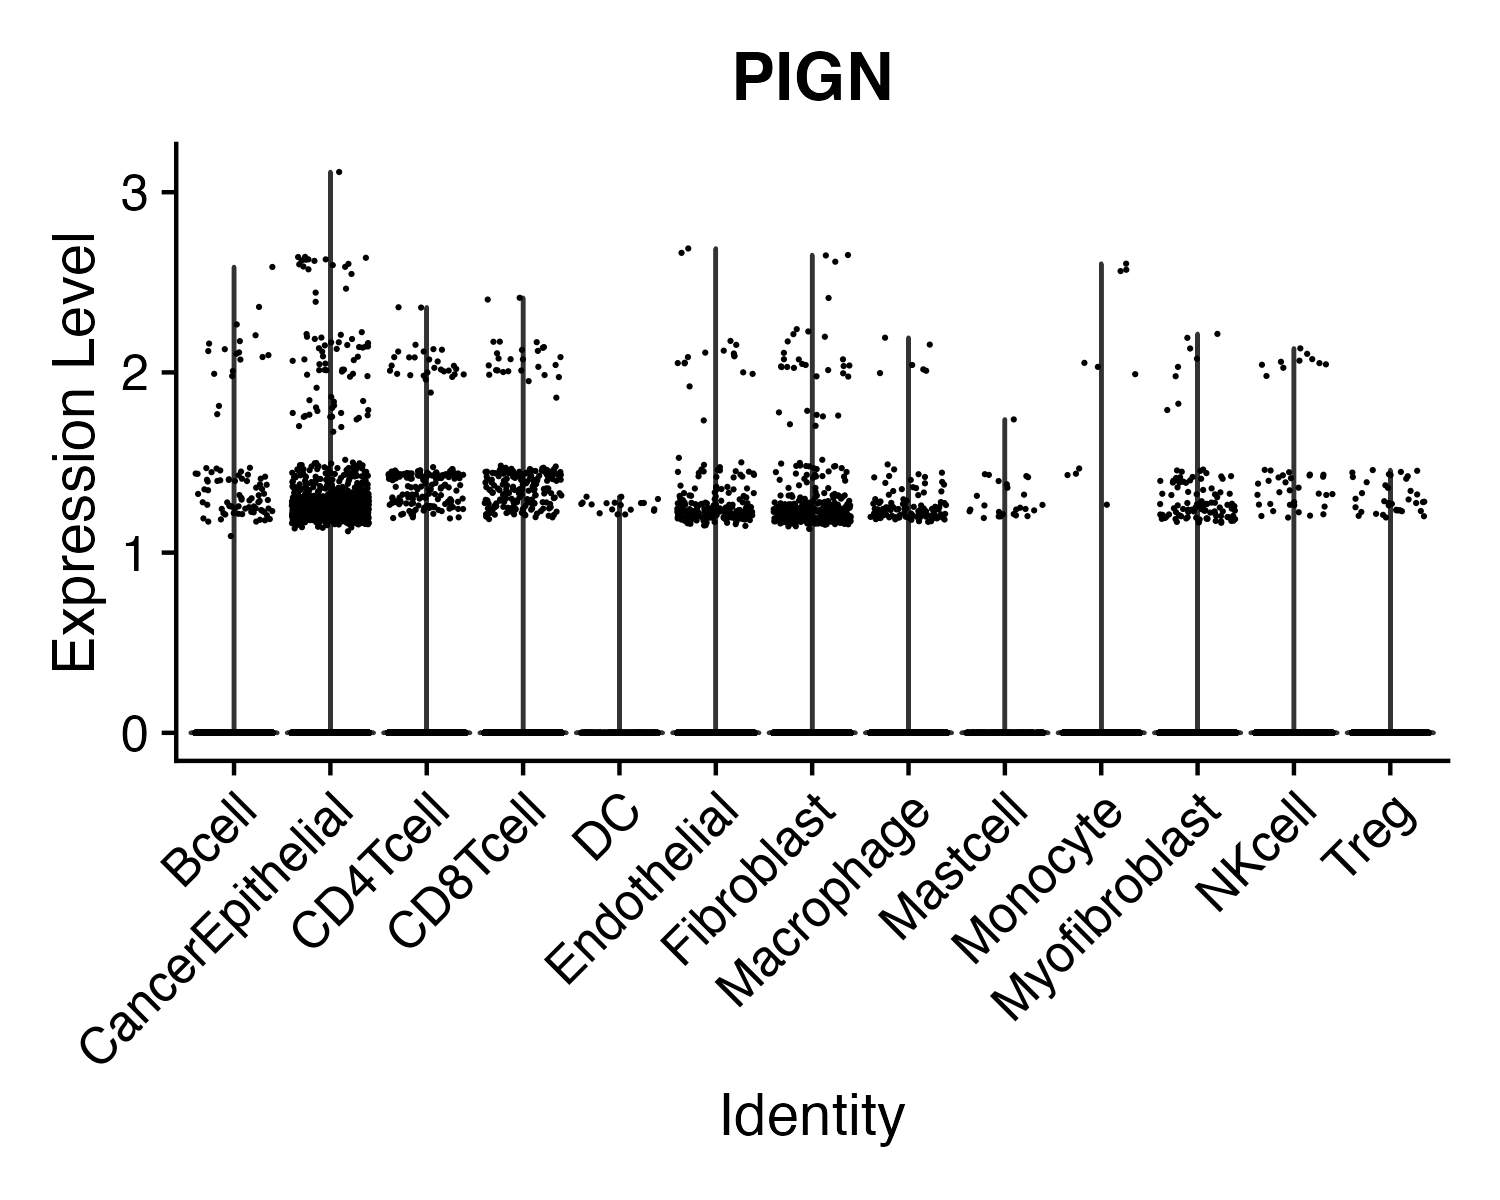 PIGN
Expression Level
3
2
1
0
Bcell
CancerEpithelial
CD4Tcell
CD8Tcell
DC
Endothelial
Fibroblast
Macrophage
Mastcell
Monocyte
Myofibroblast
NKcell
Treg
Identity